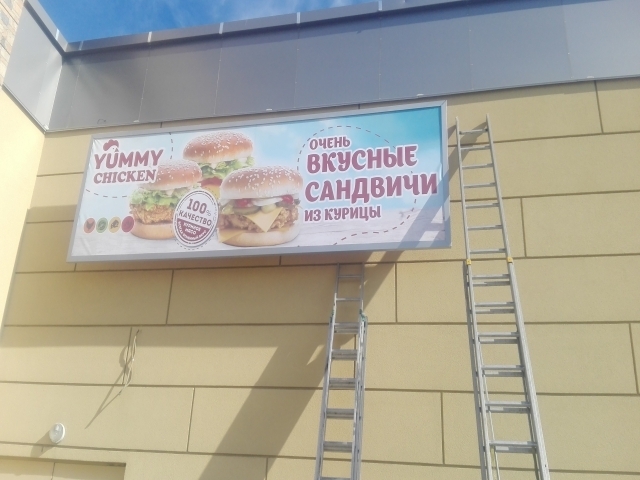 YUMMY
CHICKEN
100%
КАЧЕСТВО
ОЧЕНЬ
ВКУСНЫЕ
САНДВИЧИ
ИЗ КУРИЦЫ